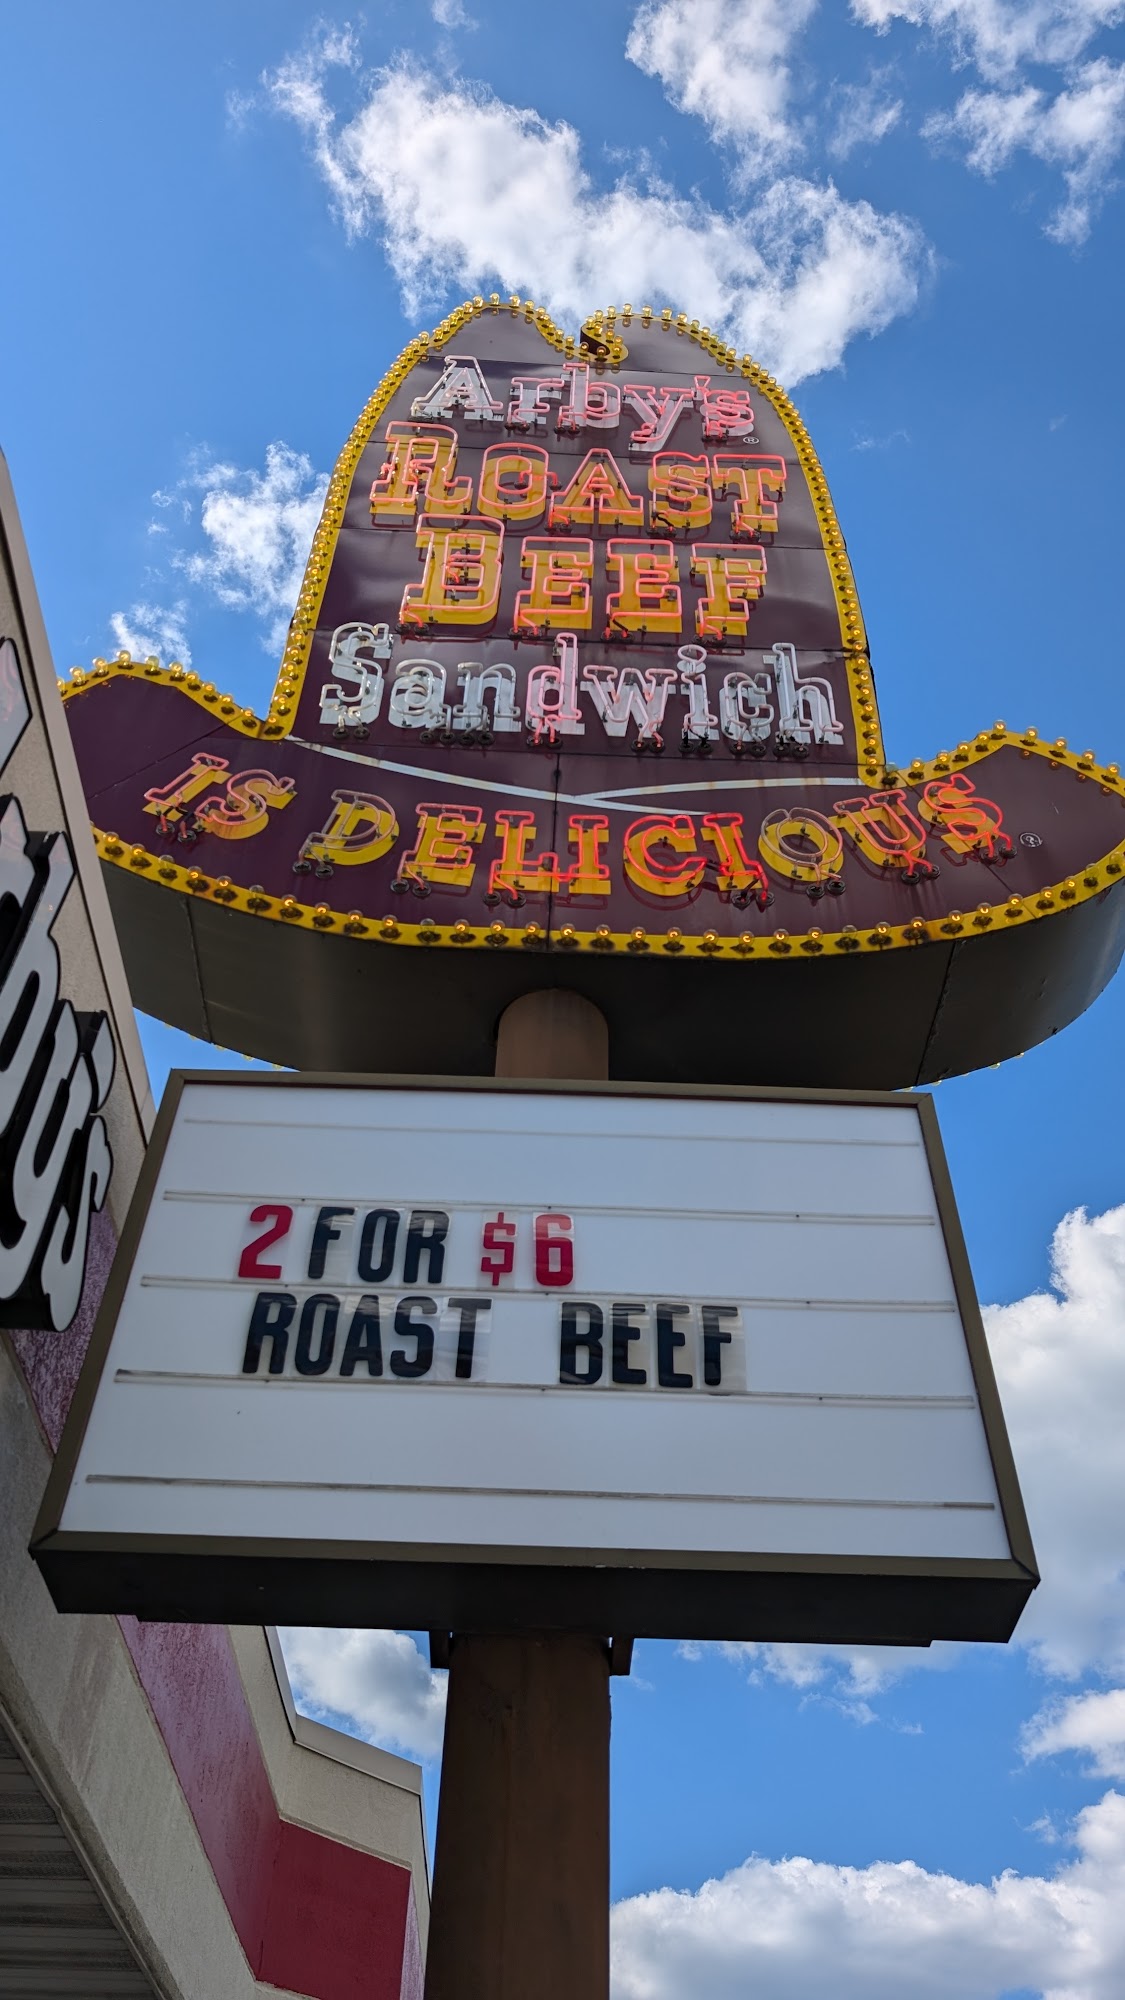 Arby's®
ROAST
BEEF
Sandwich
IS DELICIOUS®
2 FOR $6
ROAST BEEF